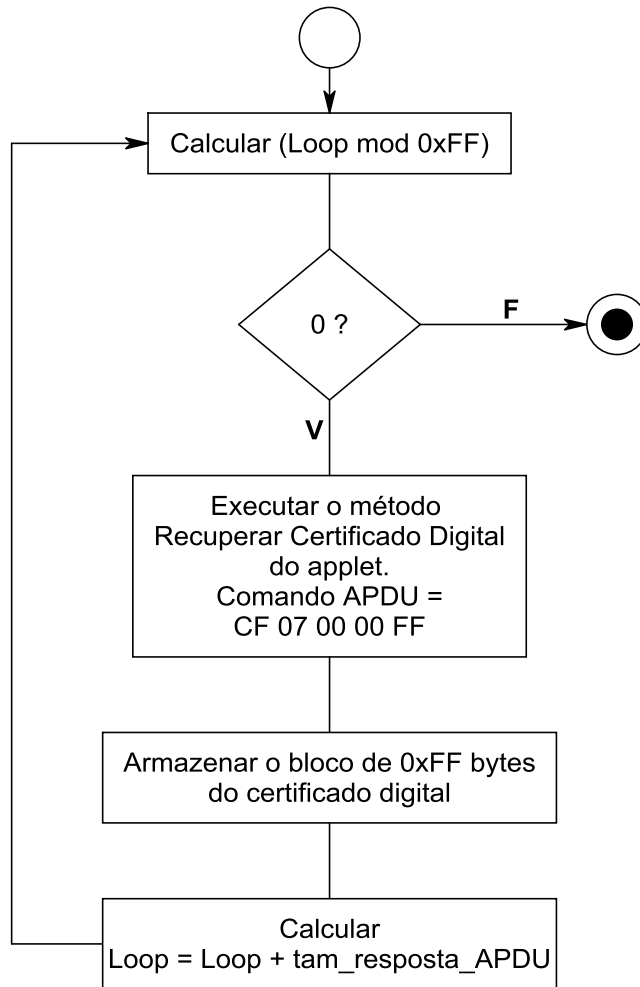 Calcular (Loop mod 0xFF)
0 ?
F
V
Executar o método
Recuperar Certificado Digital
do applet.
Comando APDU =
CF 07 00 00 FF
Armazenar o bloco de 0xFF bytes
do certificado digital
Calcular
Loop = Loop + tam_resposta_APDU